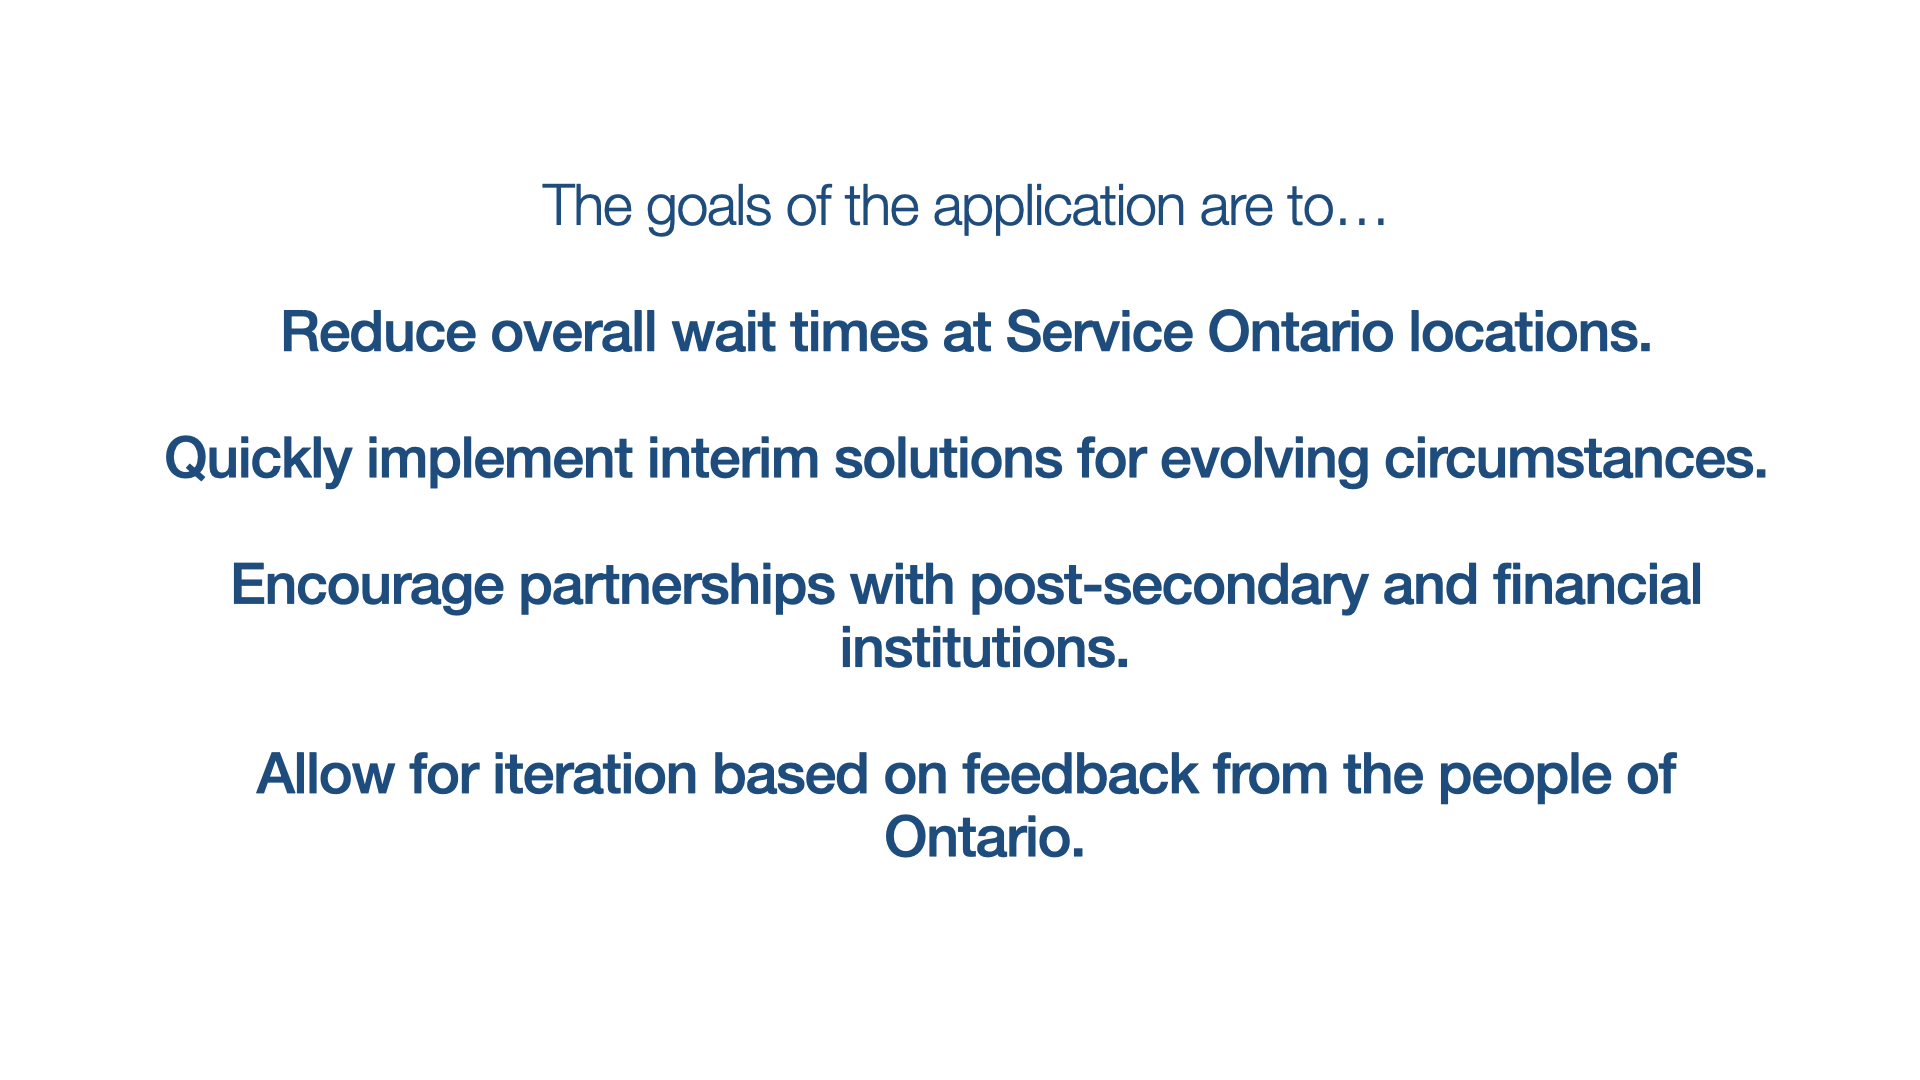 The goals of the application are to…
Reduce overall wait times at Service Ontario locations.
Quickly implement interim solutions for evolving circumstances.
Encourage partnerships with post-secondary and financial
institutions.
Allow for iteration based on feedback from the people of
Ontario.